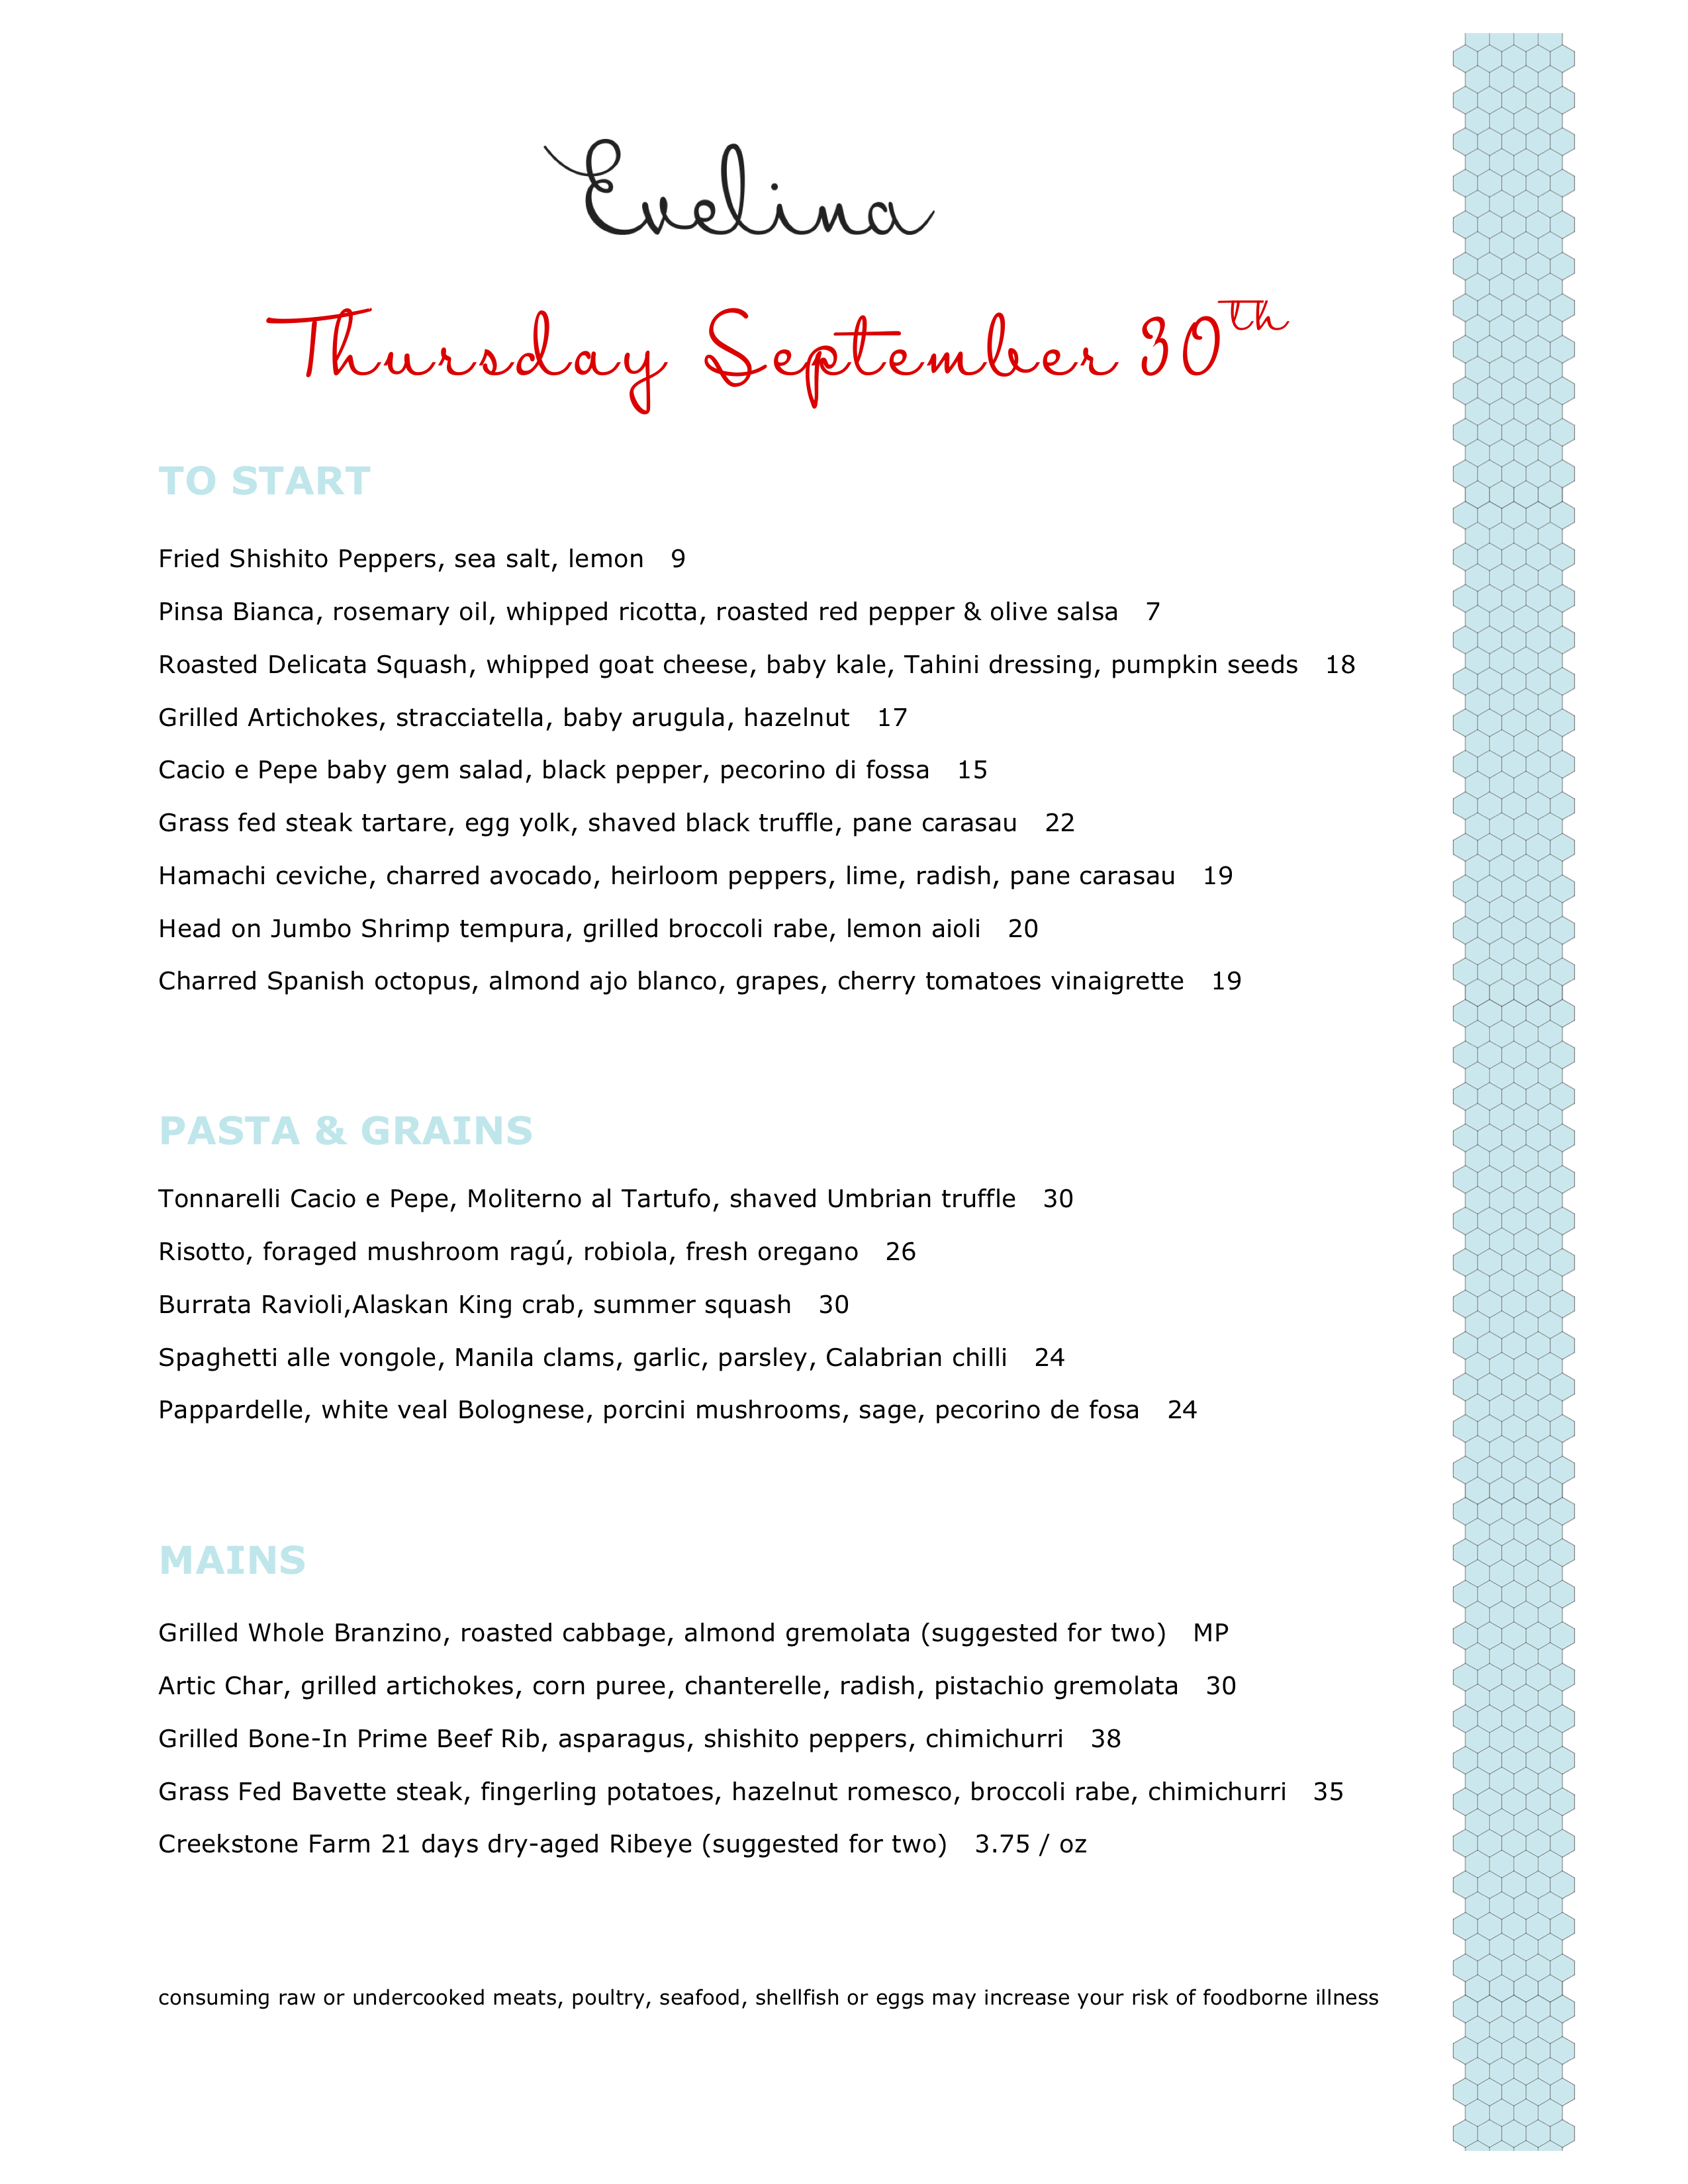 Evelina
Thursday September 30th
TO START
Fried Shishito Peppers, sea salt, lemon 9
Pinsa Bianca, rosemary oil, whipped ricotta, roasted red pepper & olive salsa 7
Roasted Delicata Squash, whipped goat cheese, baby kale, Tahini dressing, pumpkin seeds 18
Grilled Artichokes, stracciatella, baby arugula, hazelnut 17
Cacio e Pepe baby gem salad, black pepper, pecorino di fossa 15
Grass fed steak tartare, egg yolk, shaved black truffle, pane carasau 22
Hamachi ceviche, charred avocado, heirloom peppers, lime, radish, pane carasau 19
Head on Jumbo Shrimp tempura, grilled broccoli rabe, lemon aioli 20
Charred Spanish octopus, almond ajo blanco, grapes, cherry tomatoes vinaigrette 19
PASTA & GRAINS
Tonnarelli Cacio e Pepe, Moliterno al Tartufo, shaved Umbrian truffle 30
Risotto, foraged mushroom ragú, robiola, fresh oregano 26
Burrata Ravioli,Alaskan King crab, summer squash 30
Spaghetti alle vongole, Manila clams, garlic, parsley, Calabrian chilli 24
Pappardelle, white veal Bolognese, porcini mushrooms, sage, pecorino de fosa 24
MAINS
Grilled Whole Branzino, roasted cabbage, almond gremolata (suggested for two) MP
Artic Char, grilled artichokes, corn puree, chanterelle, radish, pistachio gremolata 30
Grilled Bone-In Prime Beef Rib, asparagus, shishito peppers, chimichurri 38
Grass Fed Bavette steak, fingerling potatoes, hazelnut romesco, broccoli rabe, chimichurri 35
Creekstone Farm 21 days dry-aged Ribeye (suggested for two) 3.75 / oz
consuming raw or undercooked meats, poultry, seafood, shellfish or eggs may increase your risk of foodborne illness